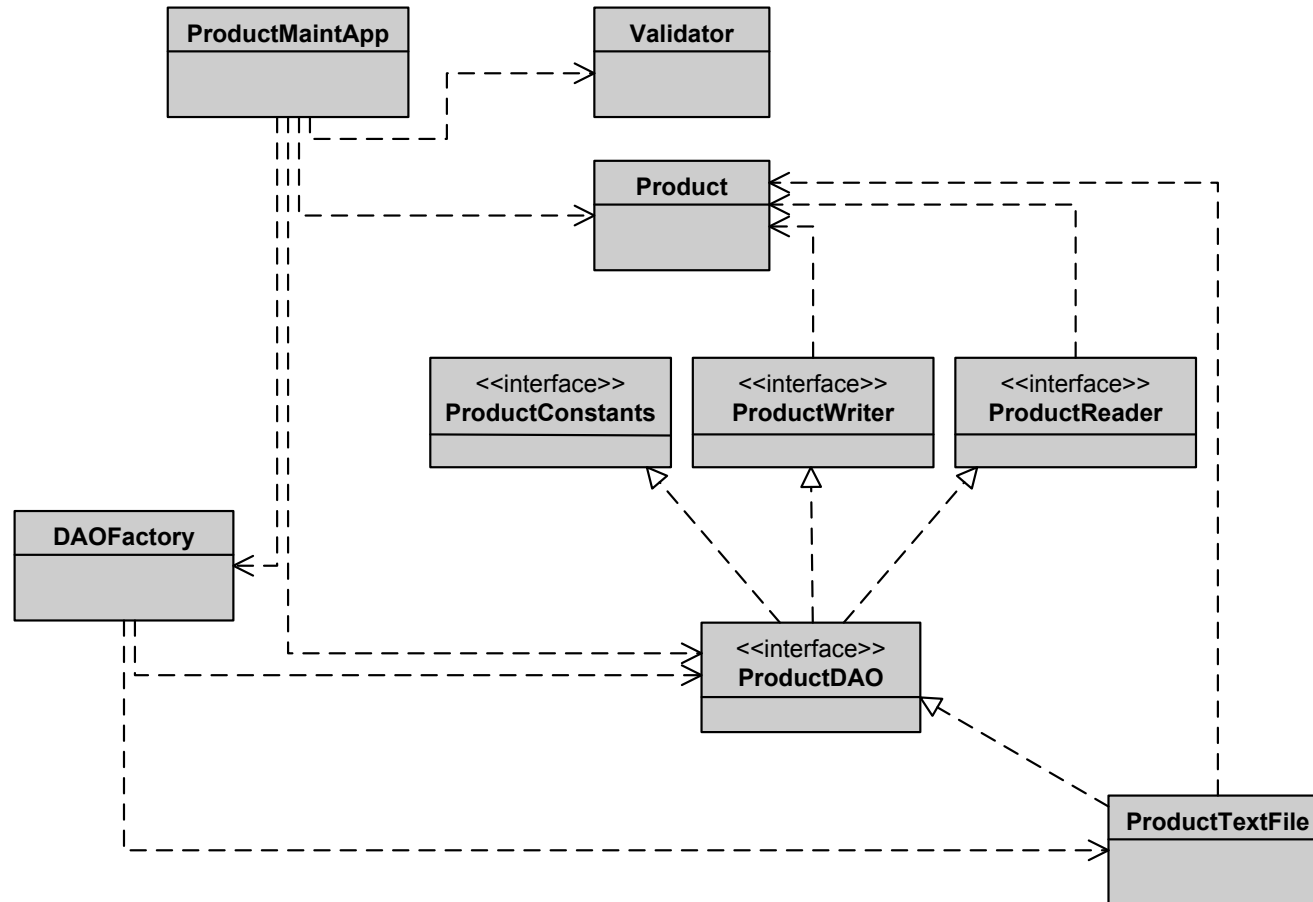 ProductMaintApp
Validator
Product
<<interface>>
ProductConstants
<<interface>>
ProductWriter
<<interface>>
ProductReader
DAOFactory
<<interface>>
ProductDAO
ProductTextFile